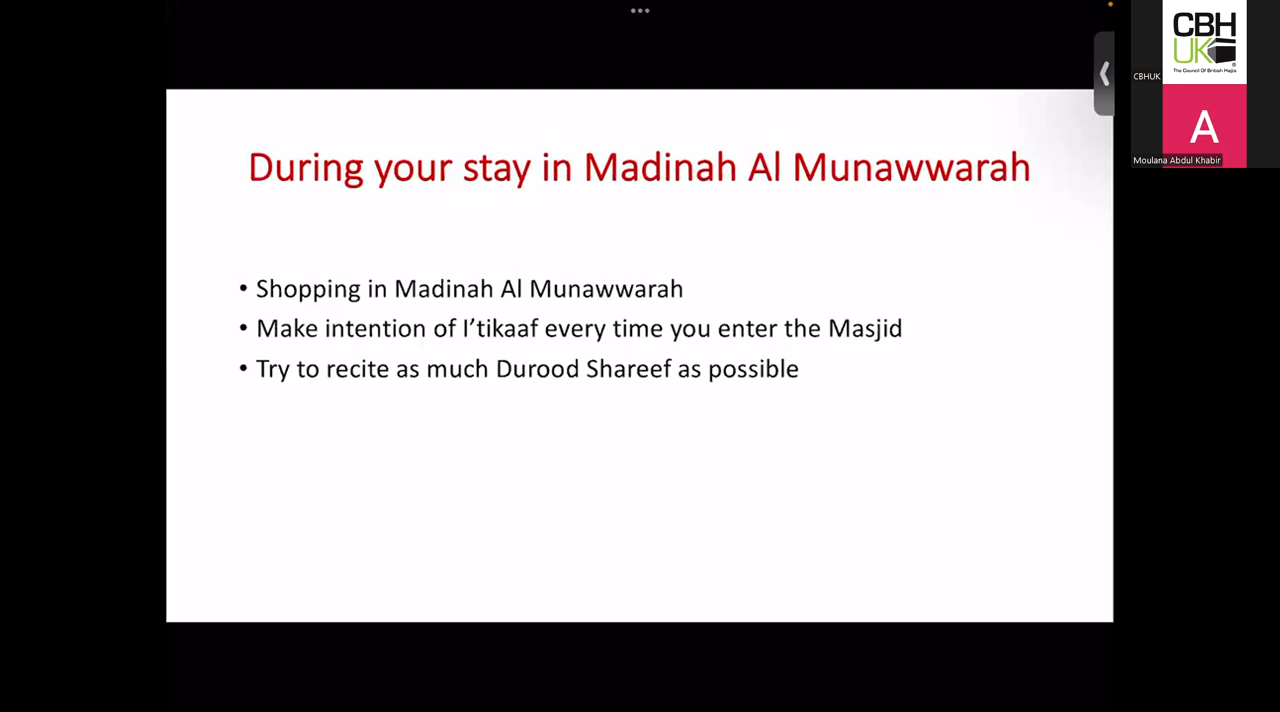 During your stay in Madinah Al Munawwarah
• Shopping in Madinah Al Munawwarah
• Make intention of I’tikaaf every time you enter the Masjid
• Try to recite as much Durood Shareef as possible
CBH
UK
The Council Of British Hajjis
CBHUK
A
Moulana Abdul Khabir